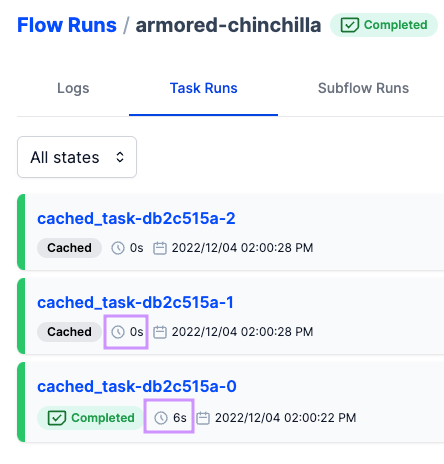 Flow Runs / armored-chinchilla Completed
Logs Task Runs Subflow Runs
All states
cached_task-db2c515a-2
Cached 0s 2022/12/04 02:00:28 PM
cached_task-db2c515a-1
Cached 0s 2022/12/04 02:00:28 PM
cached_task-db2c515a-0
Completed 6s 2022/12/04 02:00:22 PM